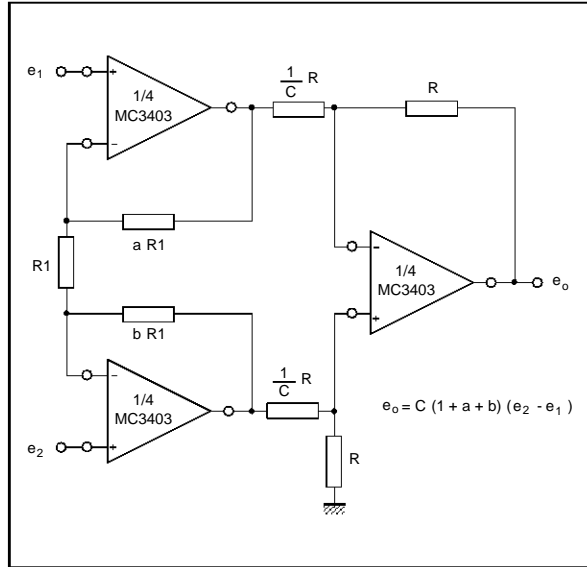 e1
+
1/4
MC3403
–
1/C R
R
a R1
R1
b R1
–
1/4
MC3403
+
eo
–
1/4
MC3403
+
e2
1/C R
R
eo = C (1 + a + b) (e2 - e1)